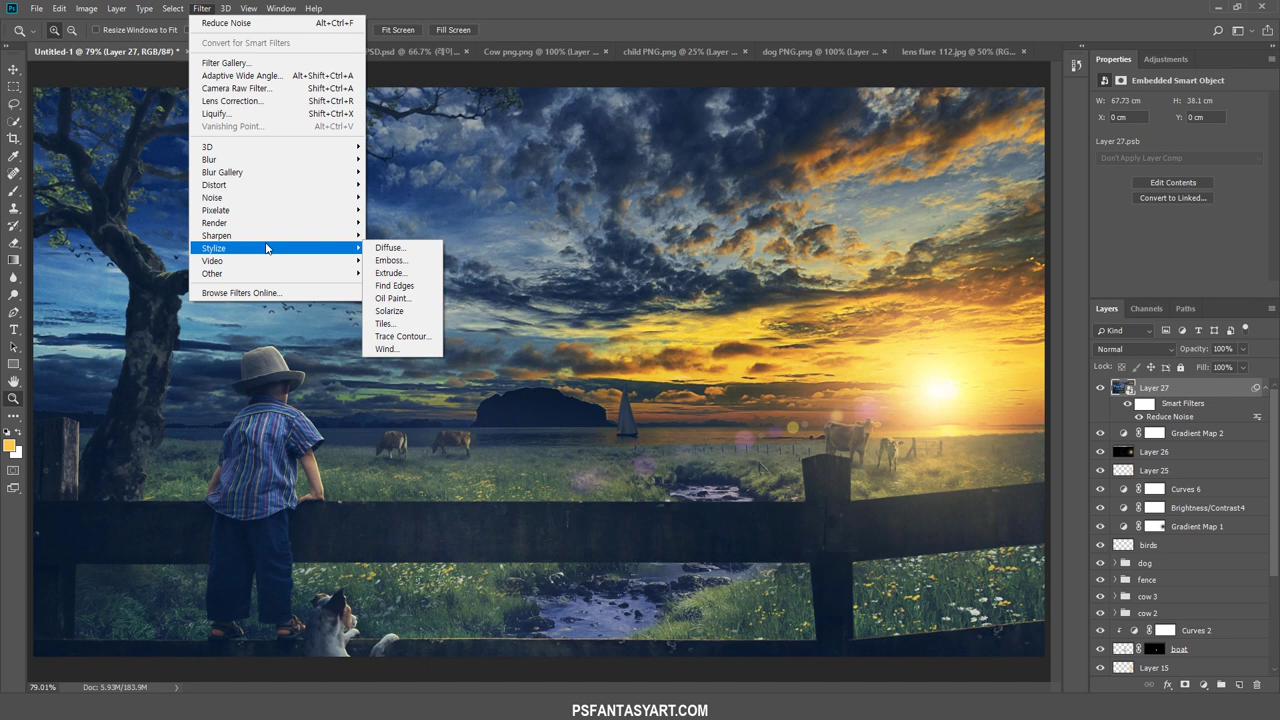 Ps File Edit Image Layer Type Select Filter 3D View Window Help
Resize Windows to Fit
Fit Screen Fill Screen
Untitled-1 @ 79% (Layer 27, RGB/8#) * ×
PSD.psd @ 66.7% (레이... ×
Cow png.png @ 100% (Layer ... ×
child PNG.png @ 25% (Layer ... ×
dog PNG.png @ 100% (Layer ... ×
lens flare 112.jpg @ 50% (RG... ×
Reduce Noise Alt+Ctrl+F
Convert for Smart Filters
Filter Gallery...
Adaptive Wide Angle... Alt+Shift+Ctrl+A
Camera Raw Filter... Shift+Ctrl+A
Lens Correction... Shift+Ctrl+R
Liquify... Shift+Ctrl+X
Vanishing Point... Alt+Ctrl+V
3D
Blur
Blur Gallery
Distort
Noise
Pixelate
Render
Sharpen
Stylize
Video
Other
Browse Filters Online...
Diffuse...
Emboss...
Extrude...
Find Edges
Oil Paint...
Solarize
Tiles...
Trace Contour...
Wind...
Properties Adjustments
Embedded Smart Object
W: 67.73 cm H: 38.1 cm
X: 0 cm Y: 0 cm
Layer 27.psb
Don't Apply Layer Comp
Edit Contents
Convert to Linked...
Layers Channels Paths
Kind
Normal Opacity: 100%
Lock: Fill: 100%
Layer 27
Smart Filters
Reduce Noise
Gradient Map 2
Layer 26
Layer 25
Curves 6
Brightness/Contrast4
Gradient Map 1
birds
dog
fence
cow 3
cow 2
Curves 2
boat
Layer 15
79.01% Doc: 5.93M/183.9M
PSFANTASYART.COM